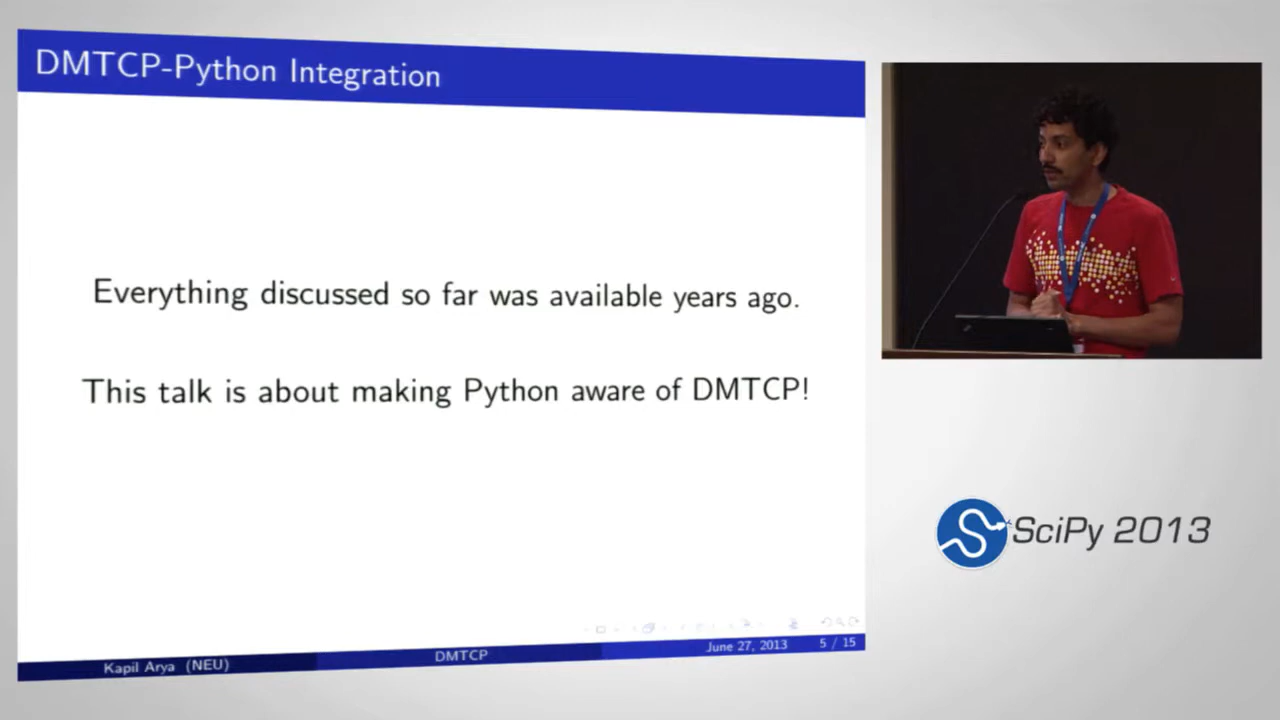 DMTCP-Python Integration
Everything discussed so far was available years ago.
This talk is about making Python aware of DMTCP!
Kapil Arya (NEU) DMTCP June 27, 2013 5 / 15
SciPy 2013